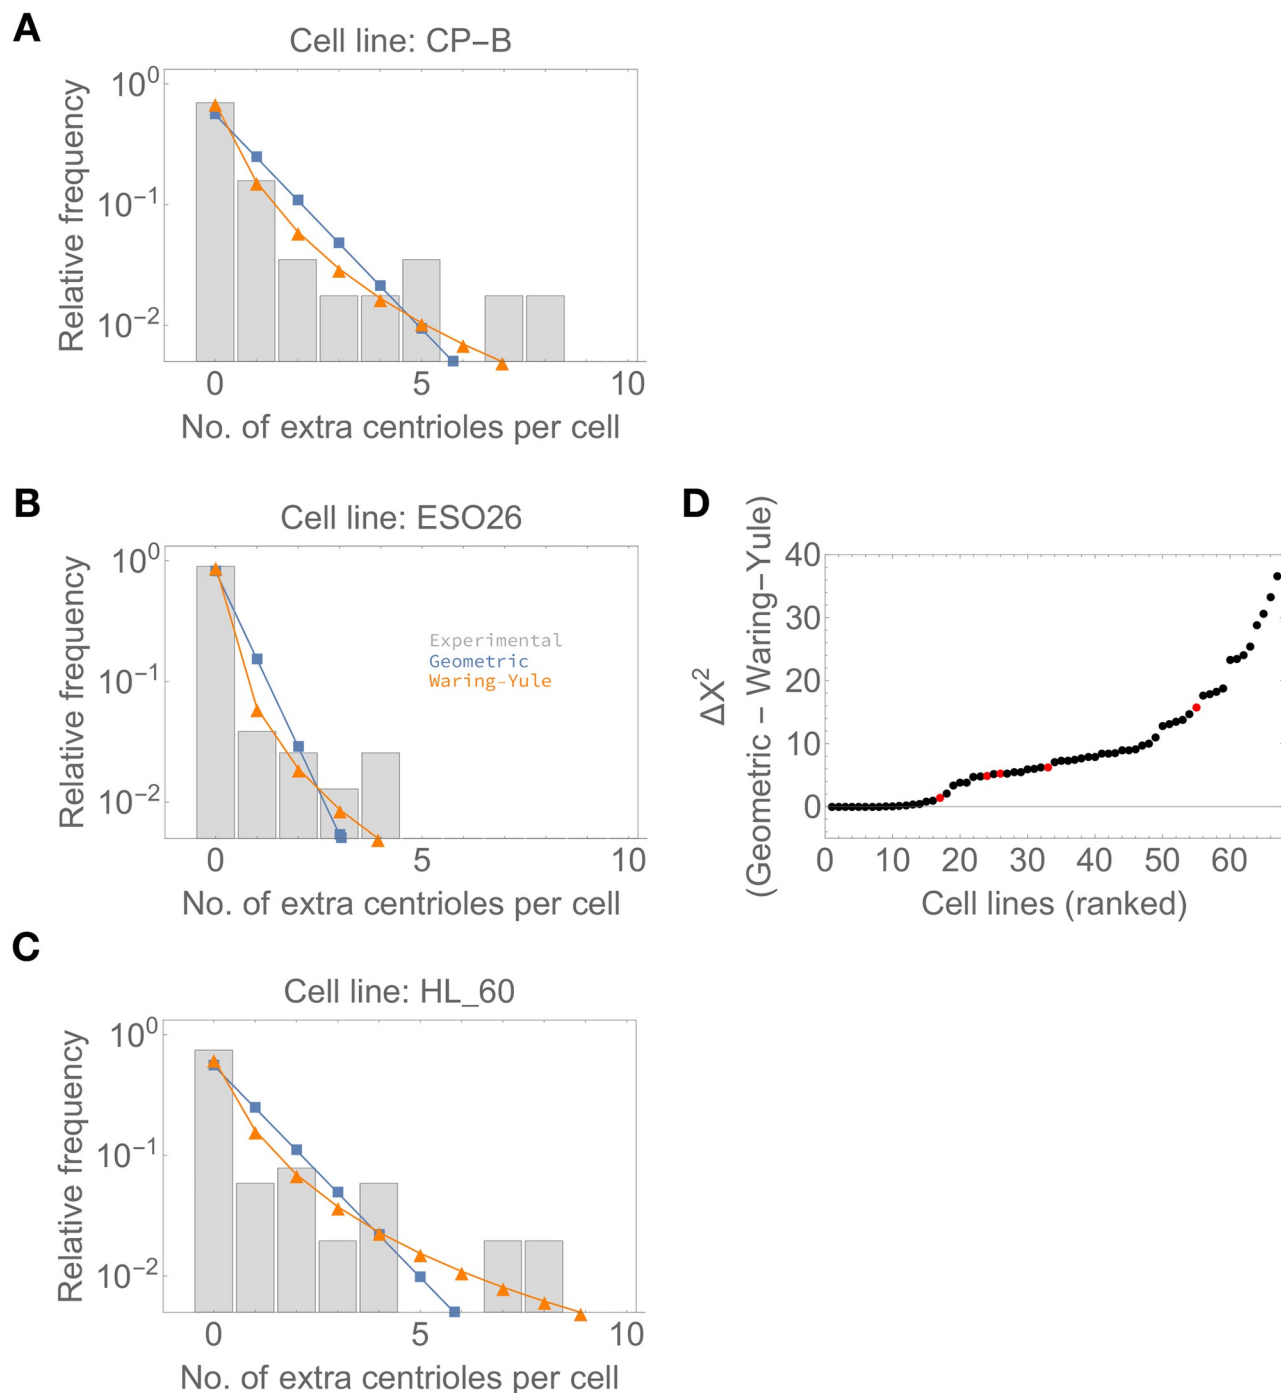 A
Cell line: CP−B
Relative frequency
10^0
10^-1
10^-2
0 5 10
No. of extra centrioles per cell
B
Cell line: ESO26
Relative frequency
10^0
10^-1
10^-2
Experimental
Geometric
Waring-Yule
0 5 10
No. of extra centrioles per cell
C
Cell line: HL_60
Relative frequency
10^0
10^-1
10^-2
0 5 10
No. of extra centrioles per cell
D
ΔX²
(Geometric − Waring−Yule)
40
30
20
10
0
0 10 20 30 40 50 60
Cell lines (ranked)